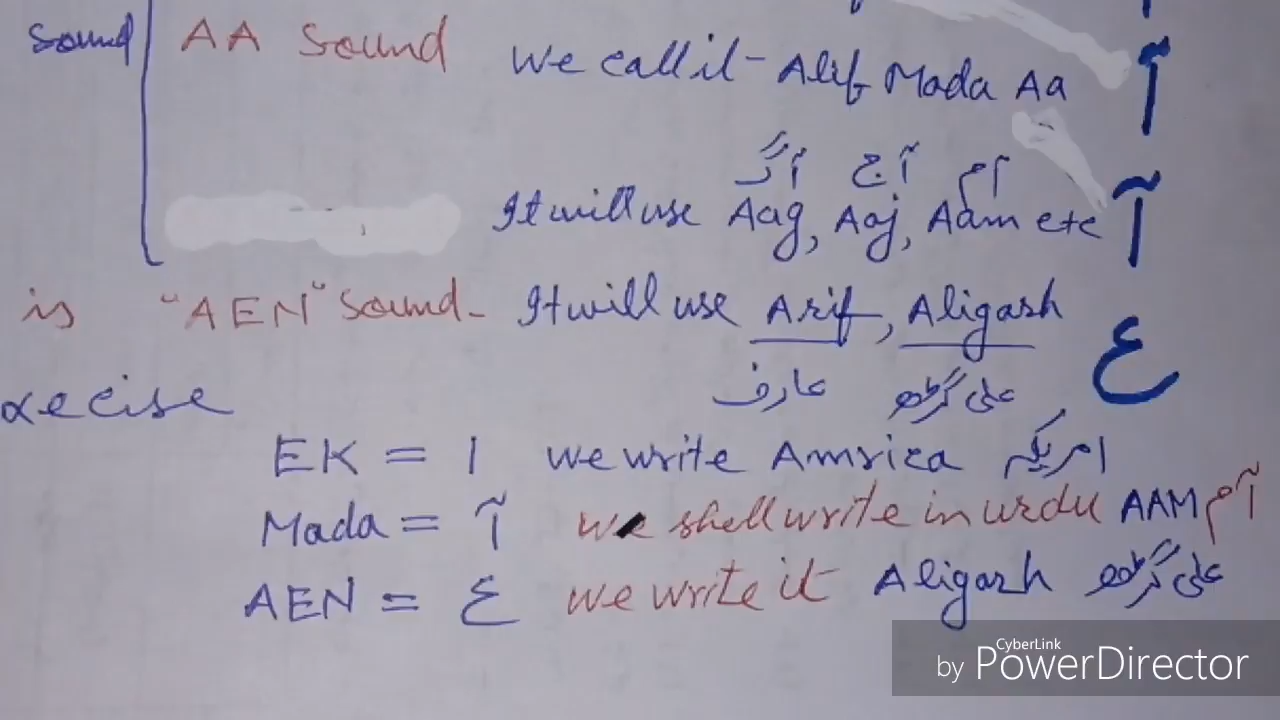 Sound AA Sound We call it - Alif Mada Aa آ
آگ آج آم
It will use Aag, Aaj, Aam etc آ
is "AEN" Sound - It will use Arif, Aligarh ع
عارف علی گڑھ
xecise
EK = ا we write Amrica امریکہ
Mada = آ we shell write in urdu AAM آم
AEN = ع we write it Aligarh علی گڑھ
CyberLink
by PowerDirector